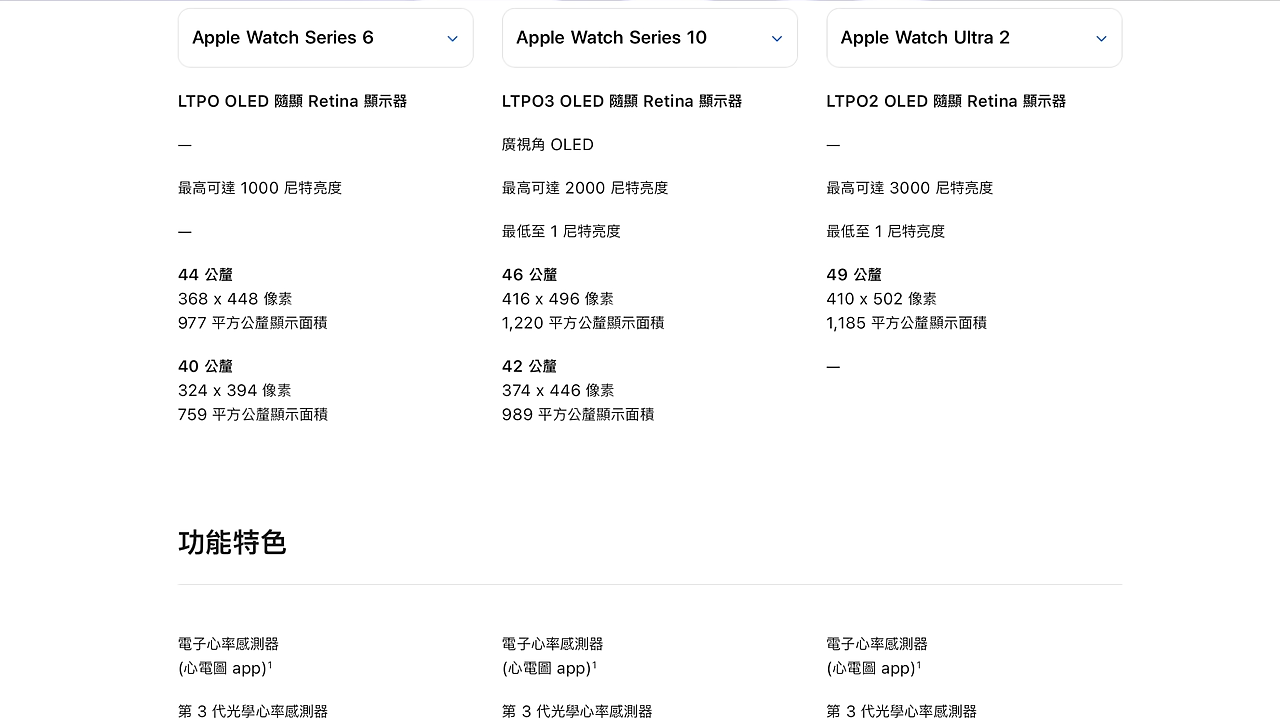 Apple Watch Series 6
Apple Watch Series 10
Apple Watch Ultra 2
LTPO OLED 隨顯 Retina 顯示器
LTPO3 OLED 隨顯 Retina 顯示器
LTPO2 OLED 隨顯 Retina 顯示器
—
廣視角 OLED
—
最高可達 1000 尼特亮度
最高可達 2000 尼特亮度
最高可達 3000 尼特亮度
—
最低至 1 尼特亮度
最低至 1 尼特亮度
44 公釐
368 x 448 像素
977 平方公釐顯示面積
46 公釐
416 x 496 像素
1,220 平方公釐顯示面積
49 公釐
410 x 502 像素
1,185 平方公釐顯示面積
40 公釐
324 x 394 像素
759 平方公釐顯示面積
42 公釐
374 x 446 像素
989 平方公釐顯示面積
—
功能特色
電子心率感測器
(心電圖 app)¹
電子心率感測器
(心電圖 app)¹
電子心率感測器
(心電圖 app)¹
第 3 代光學心率感測器
第 3 代光學心率感測器
第 3 代光學心率感測器